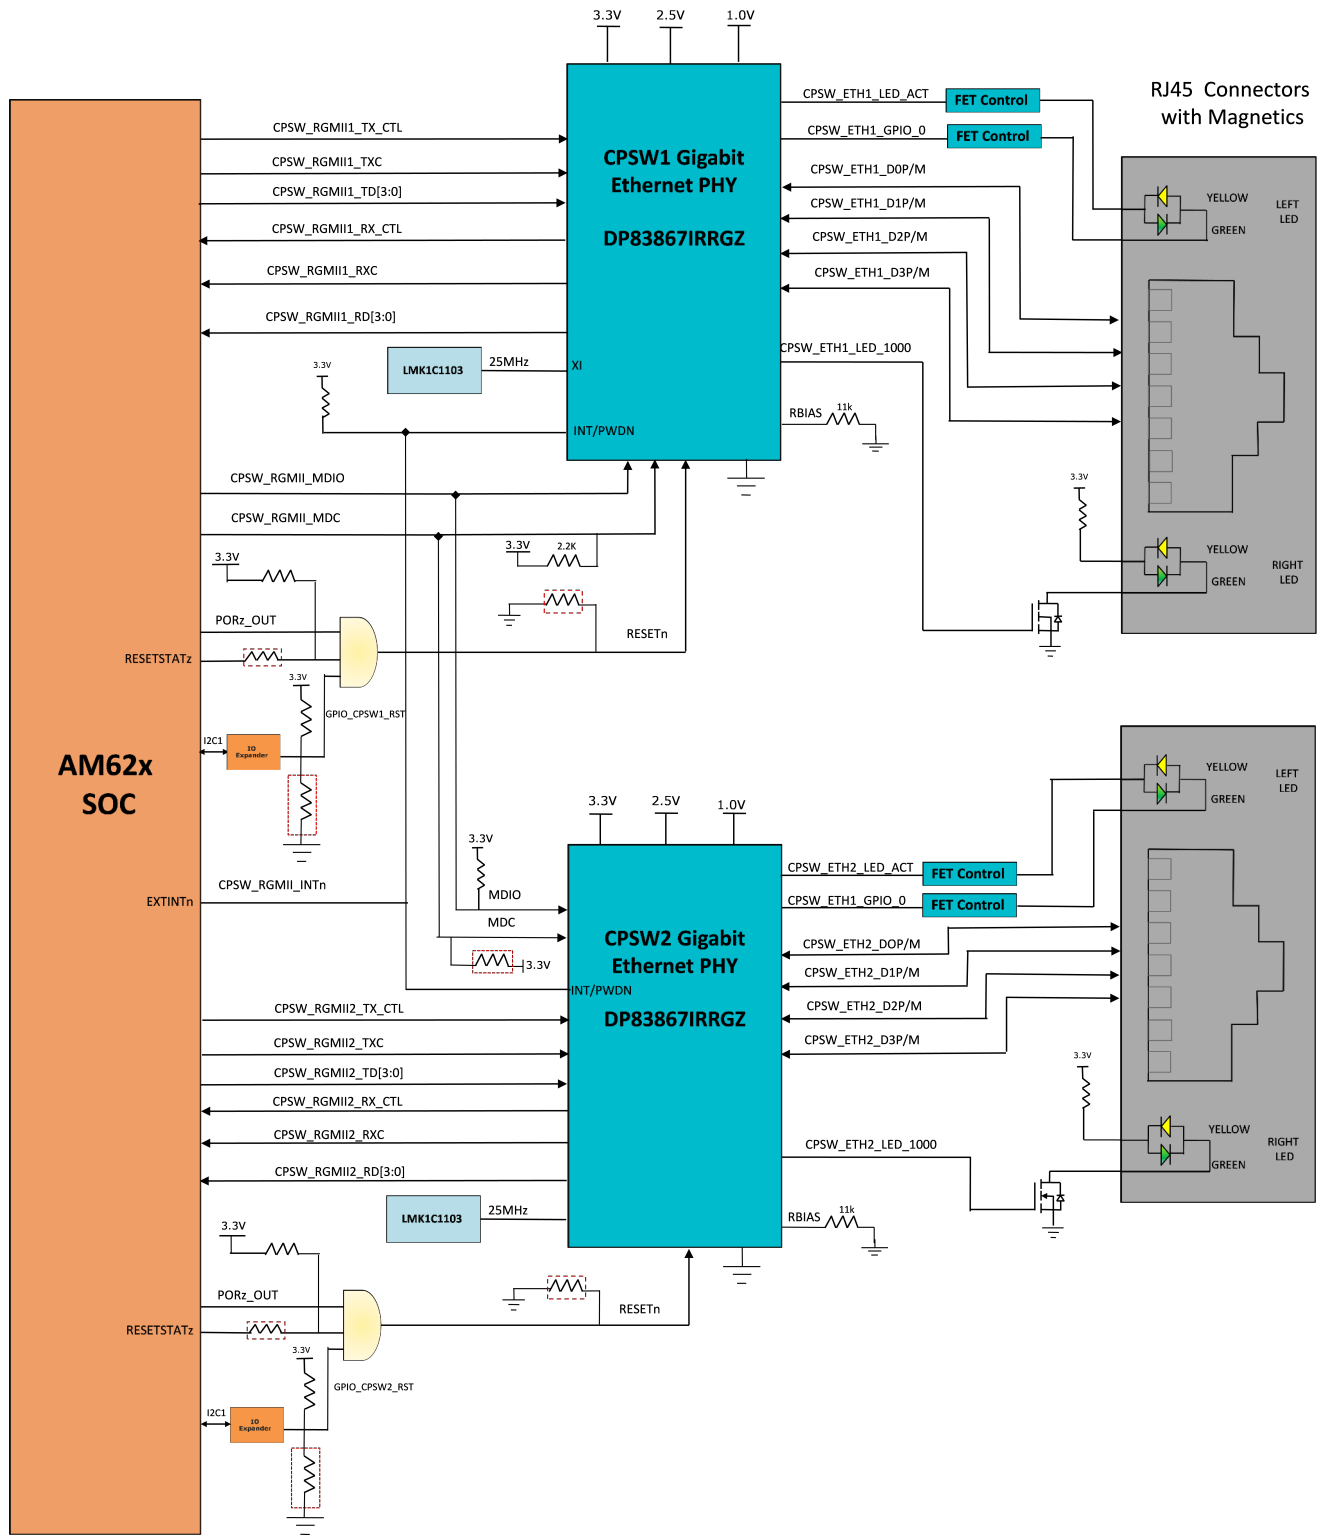 3.3V
2.5V
1.0V
RJ45 Connectors
with Magnetics
CPSW_RGMII1_TX_CTL
CPSW_RGMII1_TXC
CPSW_RGMII1_TD[3:0]
CPSW_RGMII1_RX_CTL
CPSW_RGMII1_RXC
CPSW_RGMII1_RD[3:0]
CPSW1 Gigabit
Ethernet PHY
DP83867IRRGZ
CPSW_ETH1_LED_ACT
FET Control
CPSW_ETH1_GPIO_0
FET Control
CPSW_ETH1_D0P/M
CPSW_ETH1_D1P/M
CPSW_ETH1_D2P/M
CPSW_ETH1_D3P/M
CPSW_ETH1_LED_1000
YELLOW
GREEN
LEFT
LED
3.3V
LMK1C1103
25MHz
XI
INT/PWDN
RBIAS
11k
CPSW_RGMII_MDIO
CPSW_RGMII_MDC
3.3V
2.2K
3.3V
3.3V
YELLOW
GREEN
RIGHT
LED
PORz_OUT
RESETSTATz
RESETn
3.3V
GPIO_CPSW1_RST
I2C1
IO
Expander
AM62x
SOC
3.3V
2.5V
1.0V
3.3V
MDIO
MDC
3.3V
EXTINTn
CPSW_RGMII_INTn
INT/PWDN
CPSW2 Gigabit
Ethernet PHY
DP83867IRRGZ
CPSW_ETH2_LED_ACT
FET Control
CPSW_ETH1_GPIO_0
FET Control
CPSW_ETH2_DOP/M
CPSW_ETH2_D1P/M
CPSW_ETH2_D2P/M
CPSW_ETH2_D3P/M
YELLOW
GREEN
LEFT
LED
CPSW_RGMII2_TX_CTL
CPSW_RGMII2_TXC
CPSW_RGMII2_TD[3:0]
CPSW_RGMII2_RX_CTL
CPSW_RGMII2_RXC
CPSW_RGMII2_RD[3:0]
3.3V
CPSW_ETH2_LED_1000
YELLOW
GREEN
RIGHT
LED
LMK1C1103
25MHz
RBIAS
11k
3.3V
PORz_OUT
RESETSTATz
RESETn
3.3V
GPIO_CPSW2_RST
I2C1
IO
Expander